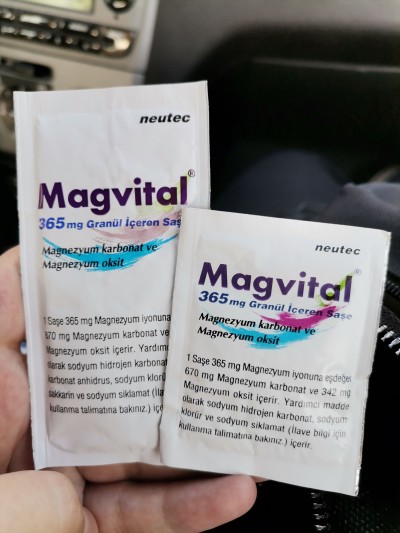 neutec
Magvital®
365 mg Granül İçeren Saşe
Magnezyum karbonat ve
Magnezyum oksit
1 Saşe 365 mg Magnezyum iyonuna
670 mg Magnezyum karbonat ve
Magnezyum oksit içerir. Yardımcı
olarak sodyum hidrojen karbonat,
karbonat anhidrus, sodyum klorür
sakkarin ve sodyum siklamat (İlave
kullanma talimatına bakınız.) içerir.
neutec
Magvital®
365 mg Granül İçeren Saşe
Magnezyum karbonat ve
Magnezyum oksit
1 Saşe 365 mg Magnezyum iyonuna eşdeğer
670 mg Magnezyum karbonat ve 342 mg
Magnezyum oksit içerir. Yardımcı madde
olarak sodyum hidrojen karbonat, sodyum
klorür ve sodyum siklamat (İlave bilgi için
kullanma talimatına bakınız.) içerir.